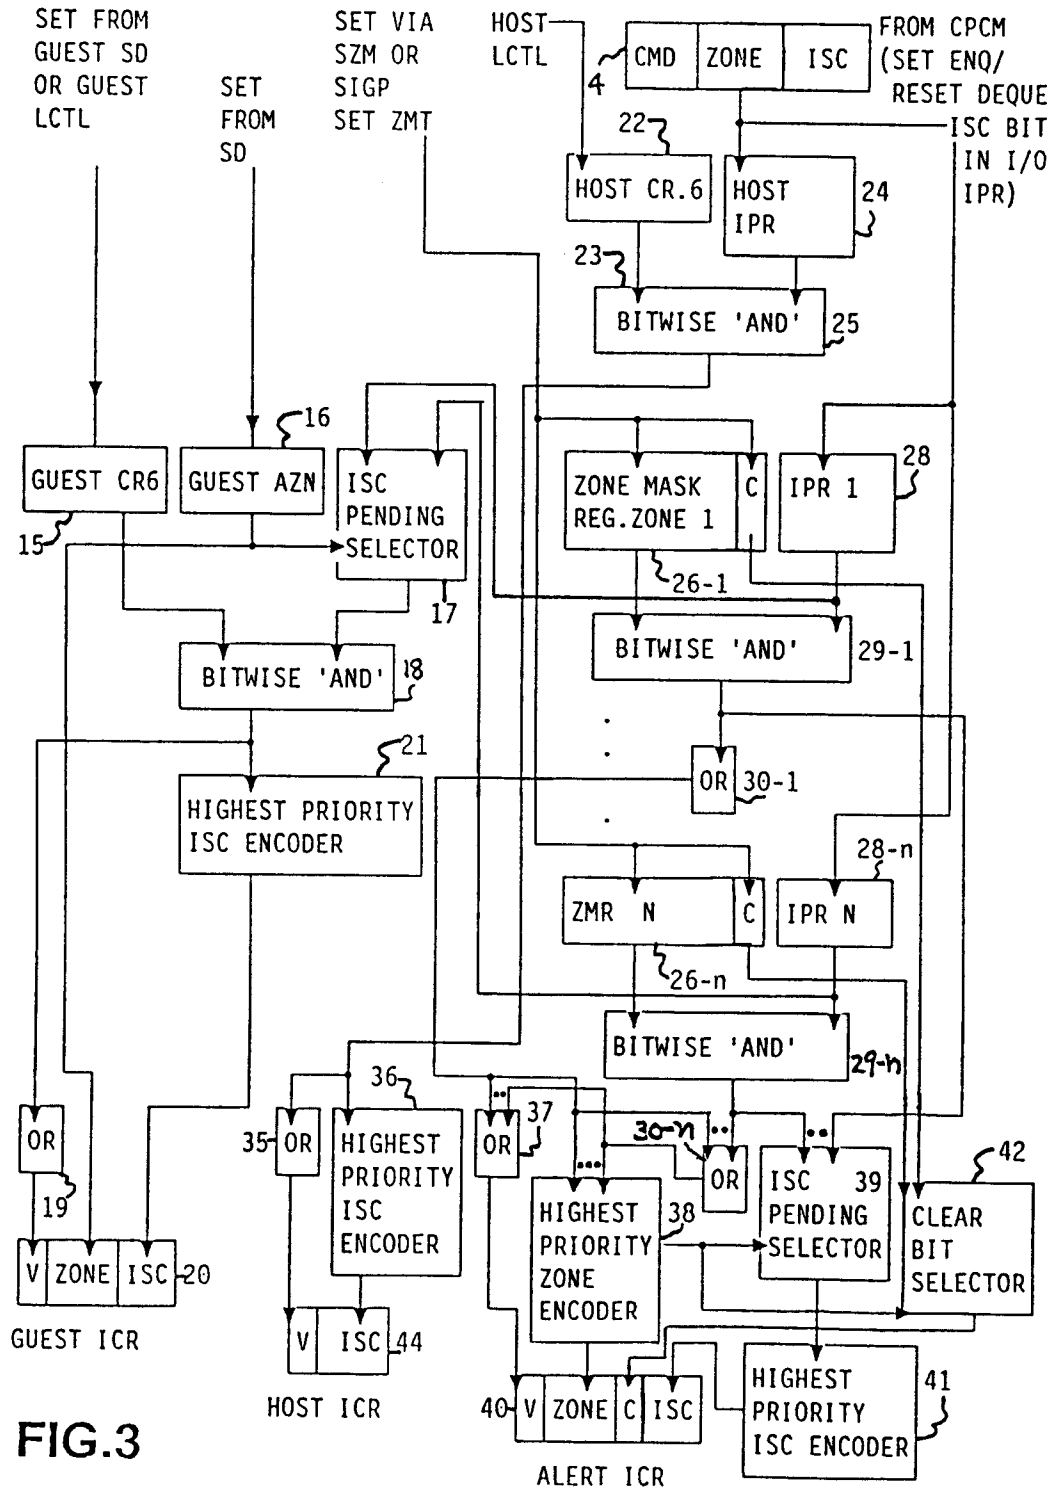 SET FROM
GUEST SD
OR GUEST
LCTL
SET
FROM
SD
SET VIA
SZM OR
SIGP
SET ZMT
HOST
LCTL
4
CMD
ZONE
ISC
FROM CPCM
(SET ENQ/
RESET DEQUE
ISC BIT
IN I/O
IPR)
22
HOST CR.6
HOST
IPR
24
23
BITWISE 'AND'
25
16
GUEST CR6
GUEST AZN
ISC
PENDING
SELECTOR
15
17
ZONE MASK
REG.ZONE 1
C
IPR 1
28
26-1
BITWISE 'AND'
18
BITWISE 'AND'
29-1
21
HIGHEST PRIORITY
ISC ENCODER
OR
30-1
28-n
ZMR N
C
IPR N
26-n
BITWISE 'AND'
29-n
OR
19
V
ZONE
ISC
20
GUEST ICR
35
OR
36
HIGHEST
PRIORITY
ISC
ENCODER
V
ISC
44
HOST ICR
OR
37
30-n
OR
HIGHEST
PRIORITY
ZONE
ENCODER
38
ISC
PENDING
SELECTOR
39
42
CLEAR
BIT
SELECTOR
40
V
ZONE
C
ISC
ALERT ICR
HIGHEST
PRIORITY
ISC ENCODER
41
FIG.3